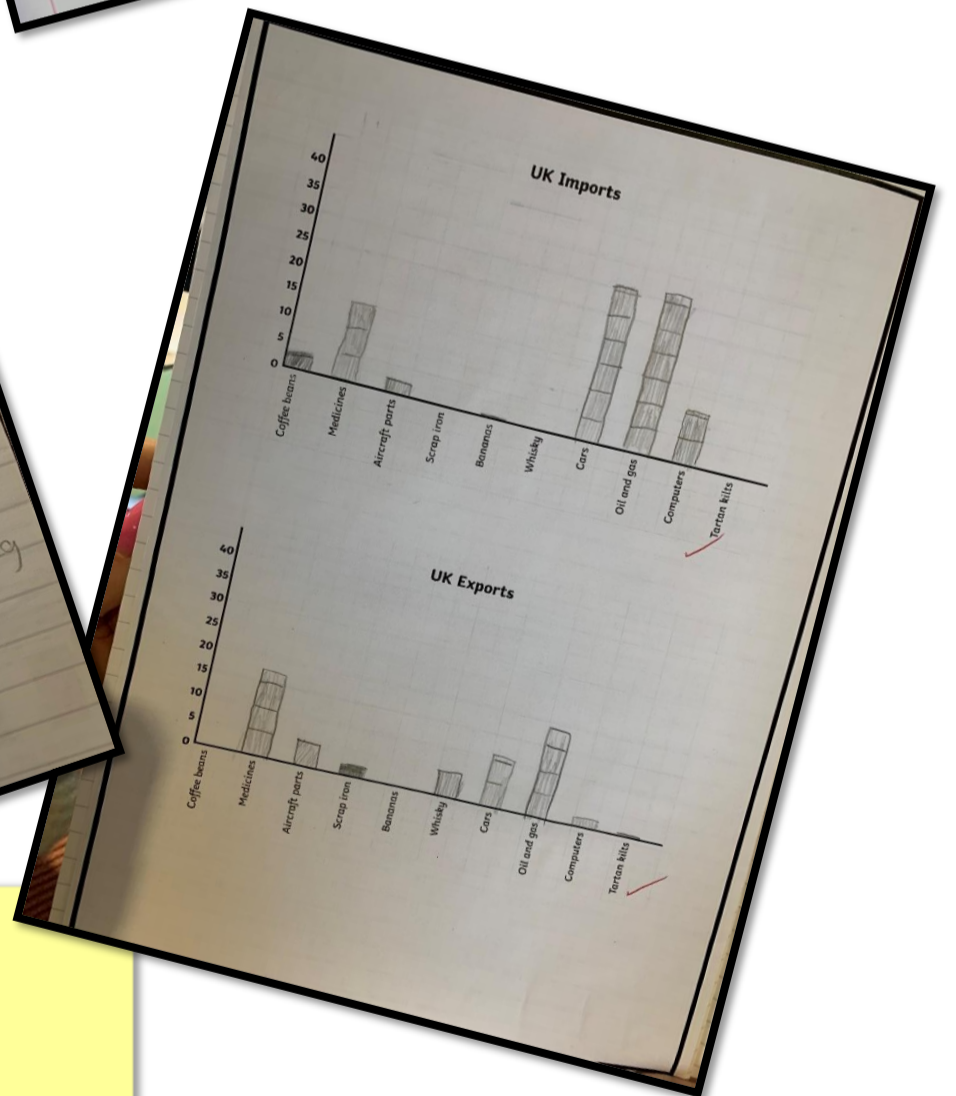 UK Imports
40
35
30
25
20
15
10
5
0
Coffee beans
Medicines
Aircraft parts
Scrap iron
Bananas
Whisky
Cars
Oil and gas
Computers
Tartan kilts
UK Exports
40
35
30
25
20
15
10
5
0
Coffee beans
Medicines
Aircraft parts
Scrap iron
Bananas
Whisky
Cars
Oil and gas
Computers
Tartan kilts